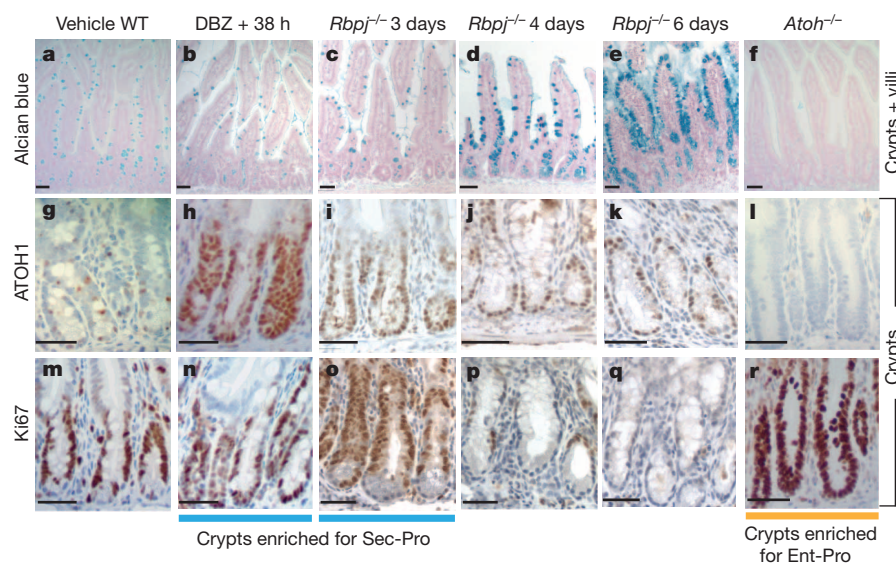 Vehicle WT DBZ + 38 h Rbpj–/– 3 days Rbpj–/– 4 days Rbpj–/– 6 days Atoh–/–
Alcian blue
a b c d e f
Crypts + villi
ATOH1
g h i j k l
Ki67
m n o p q r
Crypts
Crypts enriched for Sec-Pro
Crypts enriched
for Ent-Pro